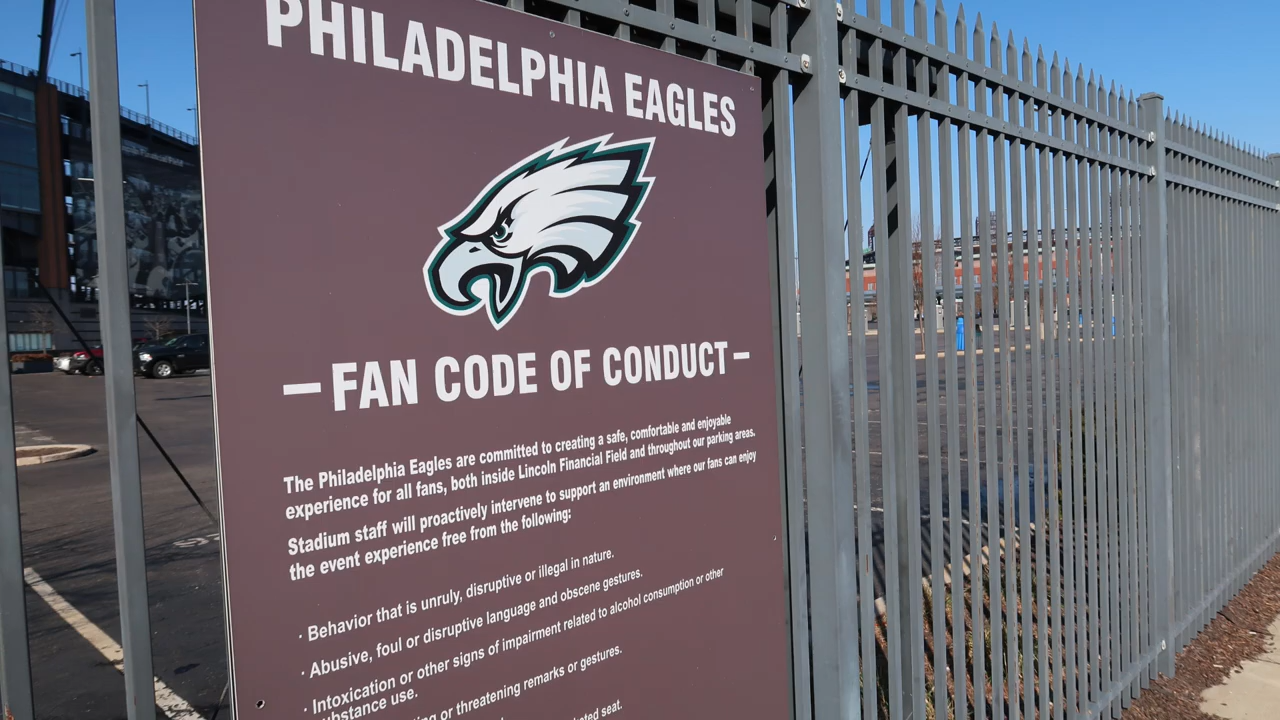 PHILADELPHIA EAGLES
—FAN CODE OF CONDUCT—
The Philadelphia Eagles are committed to creating a safe, comfortable and enjoyable
experience for all fans, both inside Lincoln Financial Field and throughout our parking areas.
Stadium staff will proactively intervene to support an environment where our fans can enjoy
the event experience free from the following:
· Behavior that is unruly, disruptive or illegal in nature.
· Abusive, foul or disruptive language and obscene gestures.
· Intoxication or other signs of impairment related to alcohol consumption or other
use.
or threatening remarks or gestures.
seat.